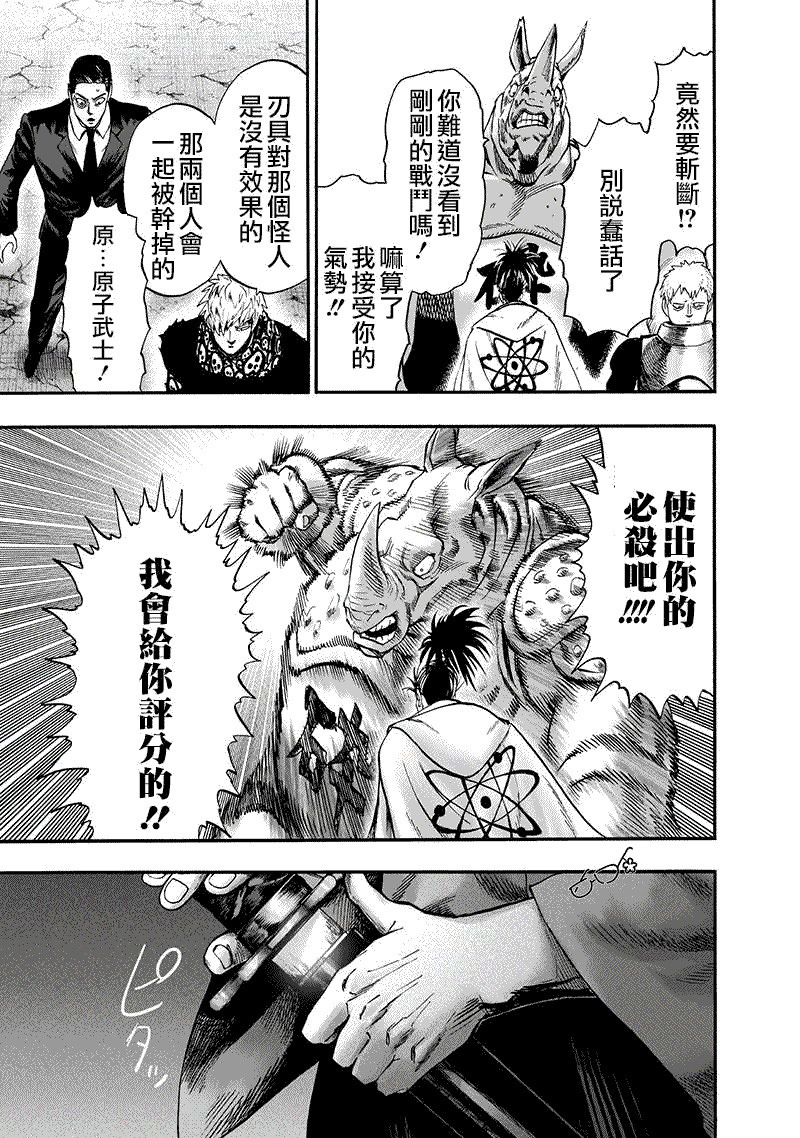 竟然要斬斷!?
別説蠢話了
你難道沒看到
剛剛的戰鬥嗎！
嘛算了
我接受你的
氣勢!!
刃具對那個怪人
是沒有效果的
那兩個人會
一起被幹掉的
原…原子武士！
使出你的
必殺吧!!!!
我會給你評分的!!
ピタッ